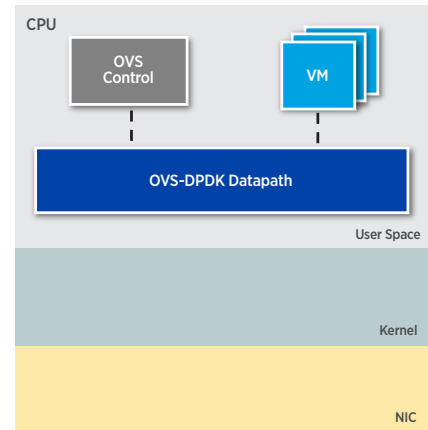 CPU
OVS
Control
VM
OVS-DPDK Datapath
User Space
Kernel
NIC